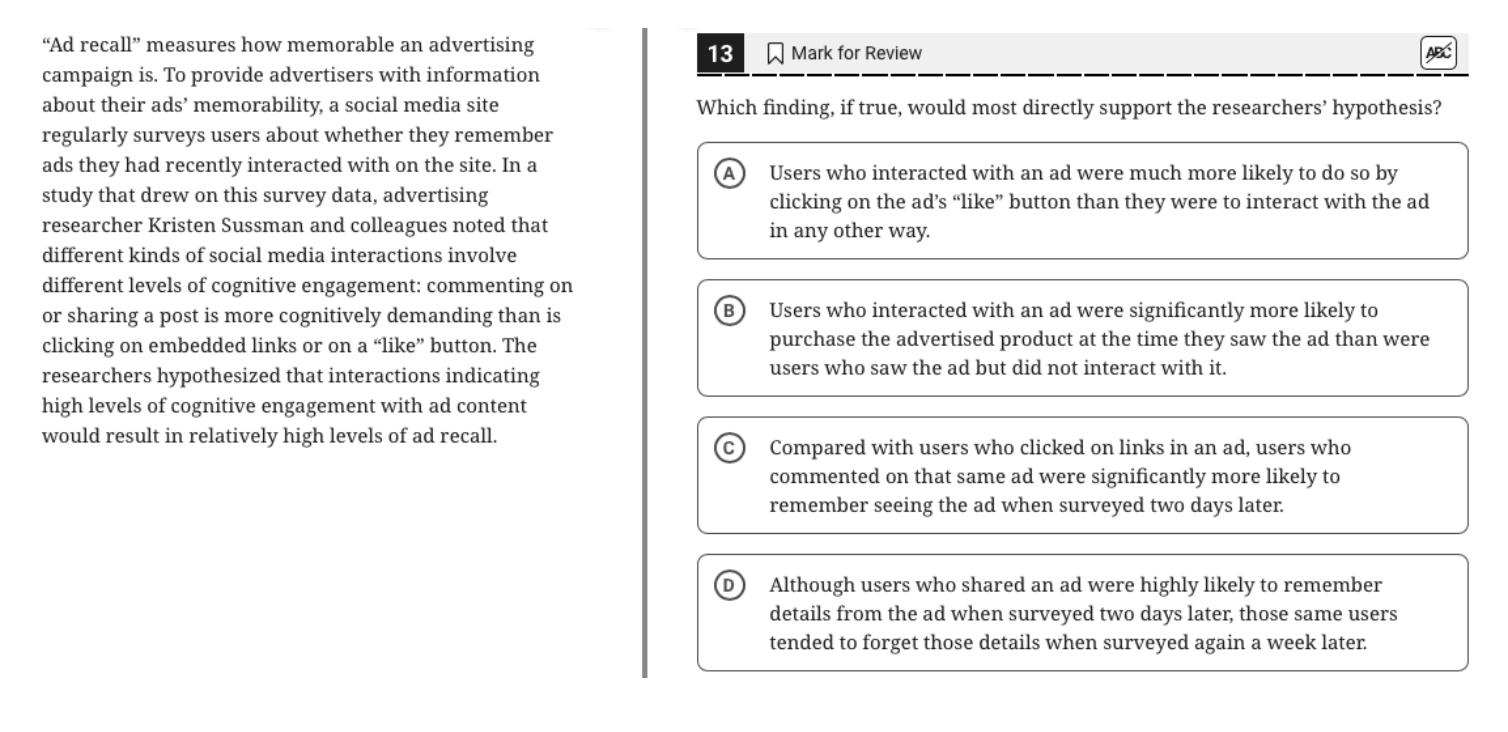 “Ad recall” measures how memorable an advertising
campaign is. To provide advertisers with information
about their ads’ memorability, a social media site
regularly surveys users about whether they remember
ads they had recently interacted with on the site. In a
study that drew on this survey data, advertising
researcher Kristen Sussman and colleagues noted that
different kinds of social media interactions involve
different levels of cognitive engagement: commenting on
or sharing a post is more cognitively demanding than is
clicking on embedded links or on a “like” button. The
researchers hypothesized that interactions indicating
high levels of cognitive engagement with ad content
would result in relatively high levels of ad recall.
13 Mark for Review ABC
Which finding, if true, would most directly support the researchers’ hypothesis?
A Users who interacted with an ad were much more likely to do so by
clicking on the ad’s “like” button than they were to interact with the ad
in any other way.
B Users who interacted with an ad were significantly more likely to
purchase the advertised product at the time they saw the ad than were
users who saw the ad but did not interact with it.
C Compared with users who clicked on links in an ad, users who
commented on that same ad were significantly more likely to
remember seeing the ad when surveyed two days later.
D Although users who shared an ad were highly likely to remember
details from the ad when surveyed two days later, those same users
tended to forget those details when surveyed again a week later.